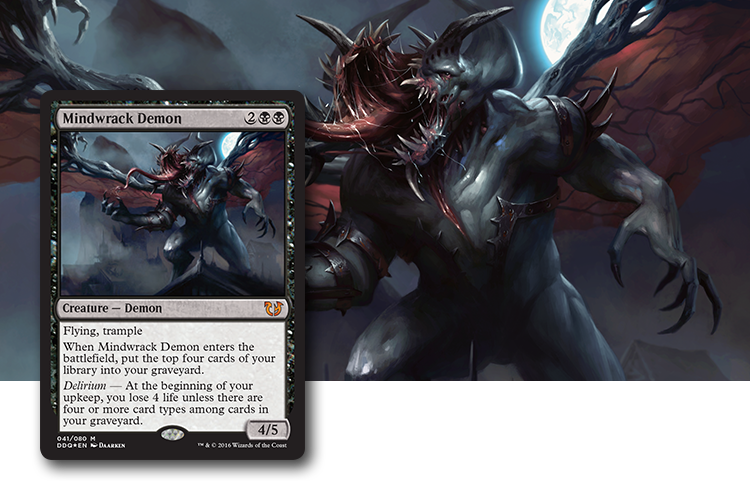 Mindwrack Demon 2
Creature — Demon
Flying, trample
When Mindwrack Demon enters the
battlefield, put the top four cards of your
library into your graveyard.
Delirium — At the beginning of your
upkeep, you lose 4 life unless there are
four or more card types among cards in
your graveyard.
4/5
041/080 M
DDQ★EN Daarken
™ & © 2016 Wizards of the Coast